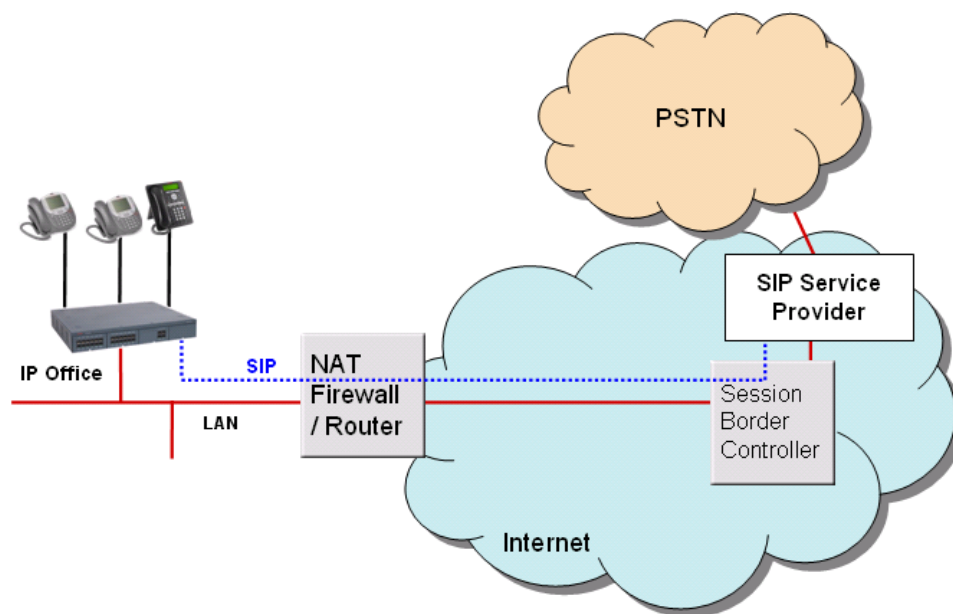 PSTN
SIP Service
Provider
IP Office
SIP
NAT
Firewall
/ Router
LAN
Session
Border
Controller
Internet